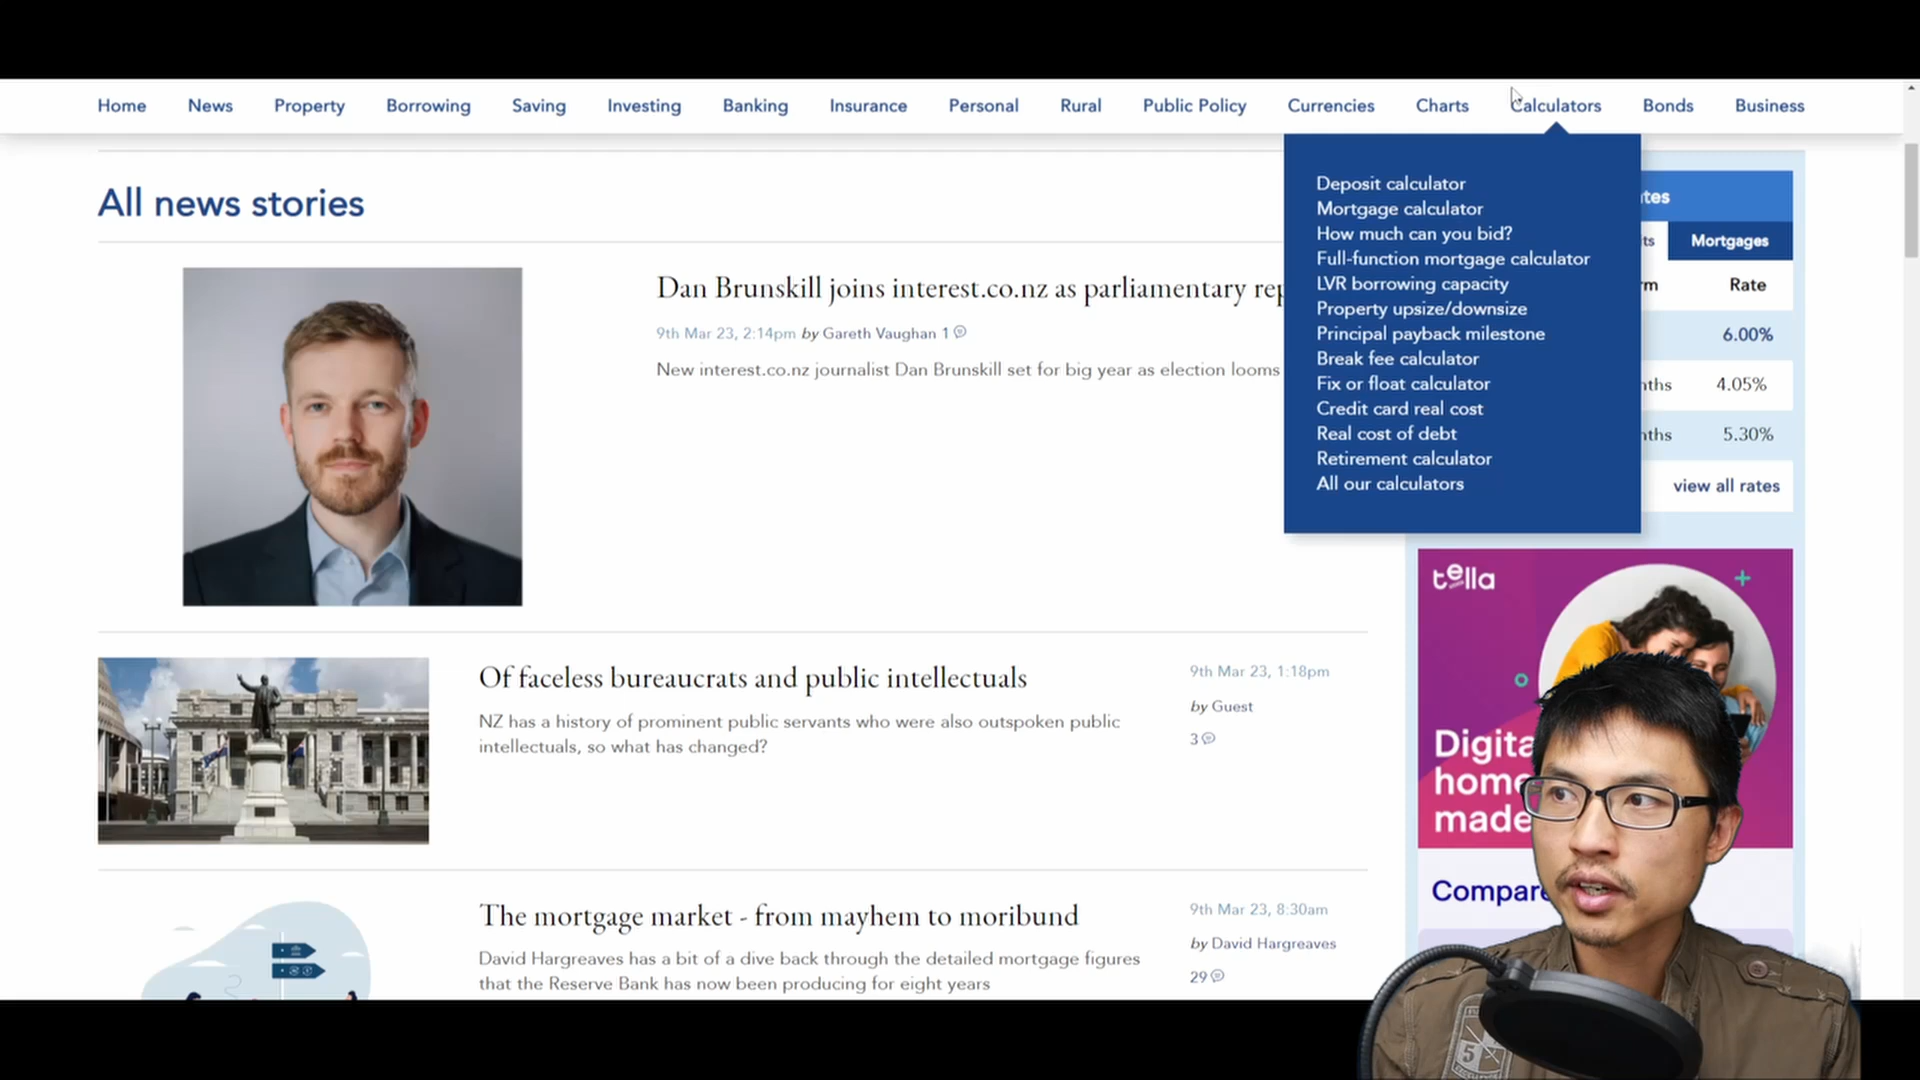 Home News Property Borrowing Saving Investing Banking Insurance Personal Rural Public Policy Currencies Charts Calculators Bonds Business
Deposit calculator
Mortgage calculator
How much can you bid?
Full-function mortgage calculator
LVR borrowing capacity
Property upsize/downsize
Principal payback milestone
Break fee calculator
Fix or float calculator
Credit card real cost
Real cost of debt
Retirement calculator
All our calculators
All news stories
Dan Brunskill joins interest.co.nz as parliamentary
9th Mar 23, 2:14pm by Gareth Vaughan 1
New interest.co.nz journalist Dan Brunskill set for big year as election looms
Of faceless bureaucrats and public intellectuals
NZ has a history of prominent public servants who were also outspoken public
intellectuals, so what has changed?
9th Mar 23, 1:18pm
by Guest
3
The mortgage market - from mayhem to moribund
David Hargreaves has a bit of a dive back through the detailed mortgage figures
that the Reserve Bank has now been producing for eight years
9th Mar 23, 8:30am
by David Hargreaves
29
Mortgages
Rate
6.00%
4.05%
5.30%
view all rates
tella
made
5